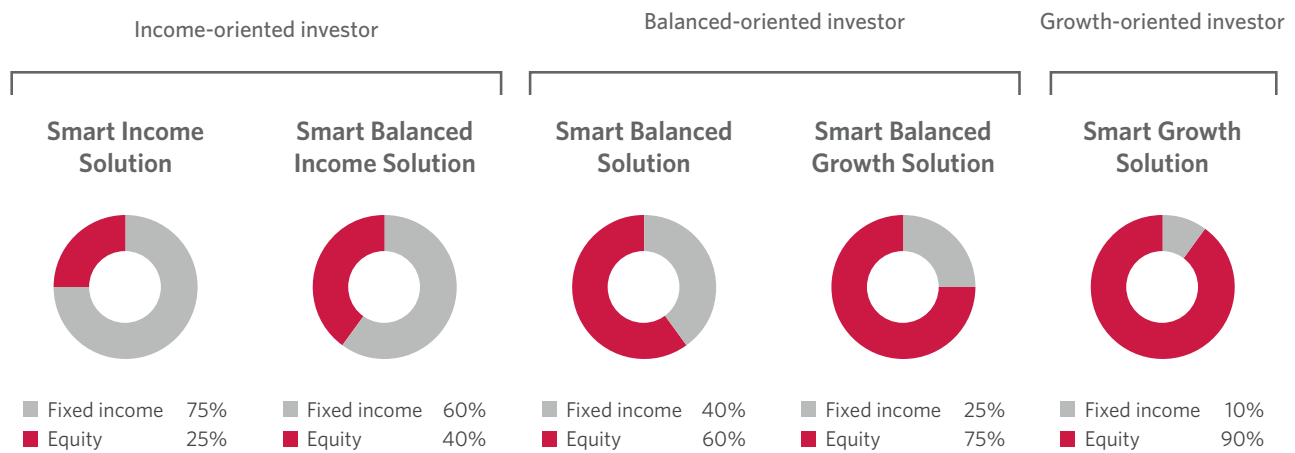 Income-oriented investor
Balanced-oriented investor
Growth-oriented investor
Smart Income
Solution
Smart Balanced
Income Solution
Smart Balanced
Solution
Smart Balanced
Growth Solution
Smart Growth
Solution
Fixed income 75%
Equity 25%
Fixed income 60%
Equity 40%
Fixed income 40%
Equity 60%
Fixed income 25%
Equity 75%
Fixed income 10%
Equity 90%